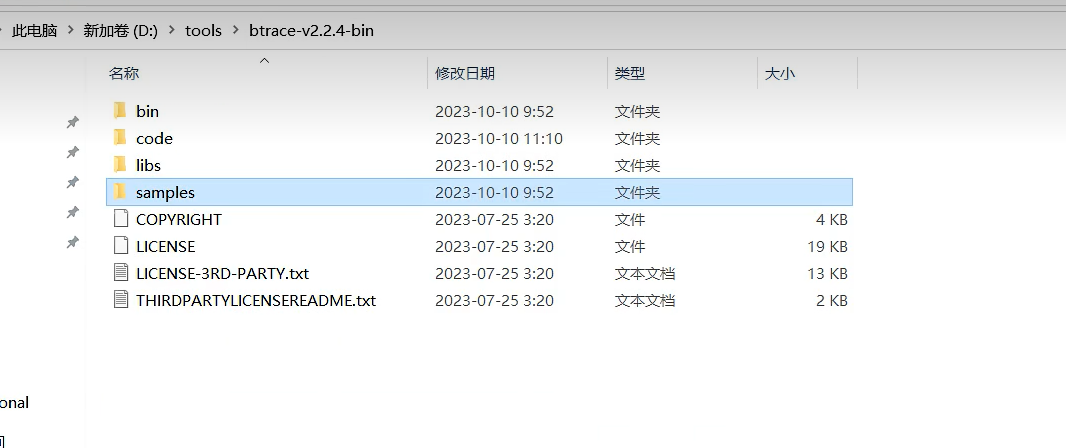 此电脑 > 新加卷 (D:) > tools > btrace-v2.2.4-bin
名称 修改日期 类型 大小
bin 2023-10-10 9:52 文件夹
code 2023-10-10 11:10 文件夹
libs 2023-10-10 9:52 文件夹
samples 2023-10-10 9:52 文件夹
COPYRIGHT 2023-07-25 3:20 文件 4 KB
LICENSE 2023-07-25 3:20 文件 19 KB
LICENSE-3RD-PARTY.txt 2023-07-25 3:20 文本文档 13 KB
THIRDPARTYLICENSEREADME.txt 2023-07-25 3:20 文本文档 2 KB
onal